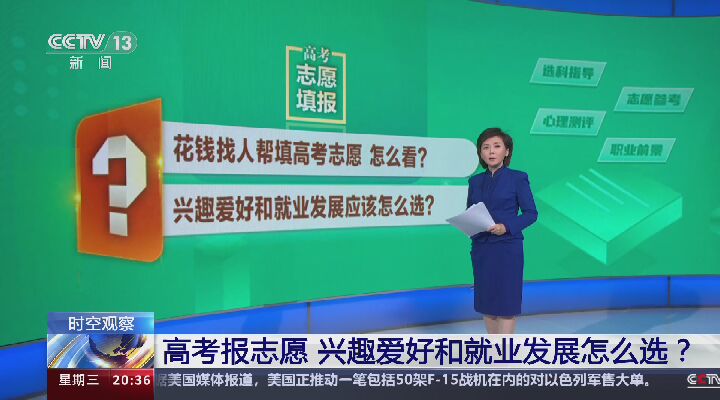 CCTV 13
新闻
高考
志愿
填报
选科指导
志愿参考
心理测评
职业前景
花钱找人帮填高考志愿 怎么看？
兴趣爱好和就业发展应该怎么选？
时空观察
高考报志愿 兴趣爱好和就业发展怎么选？
星期三 20:36 据美国媒体报道，美国正推动一笔包括50架F-15战机在内的对以色列军售大单。 CCTV